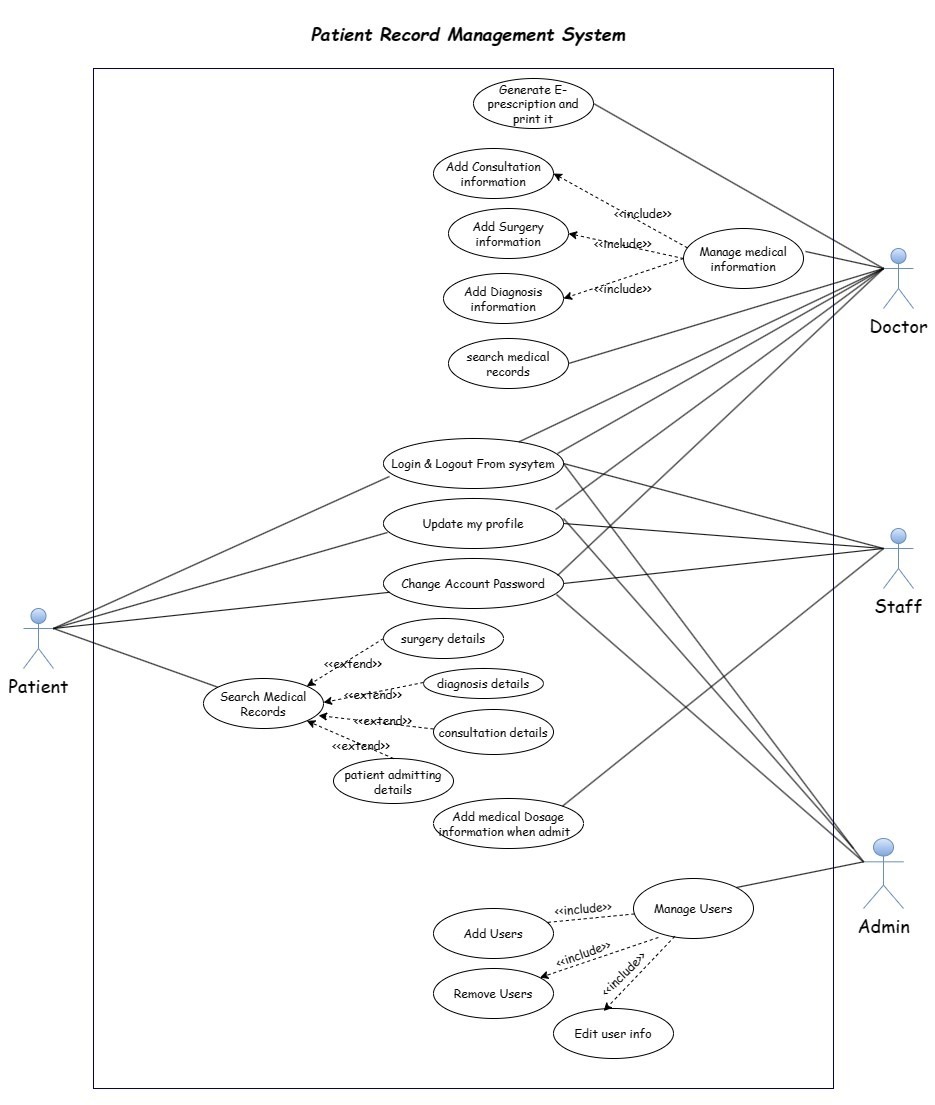 Patient Record Management System
Generate E-
prescription and
print it
Add Consultation
information
<<include>>
Add Surgery
information
<<include>>
Manage medical
information
Add Diagnosis
information
<<include>>
Doctor
search medical
records
Login & Logout From sysytem
Update my profile
Change Account Password
Staff
Patient
surgery details
<<extend>>
Search Medical
Records
diagnosis details
<<extend>>
consultation details
<<extend>>
<<extend>>
patient admitting
details
Add medical Dosage
information when admit
Admin
Manage Users
<<include>>
Add Users
<<include>>
Remove Users
<<include>>
Edit user info